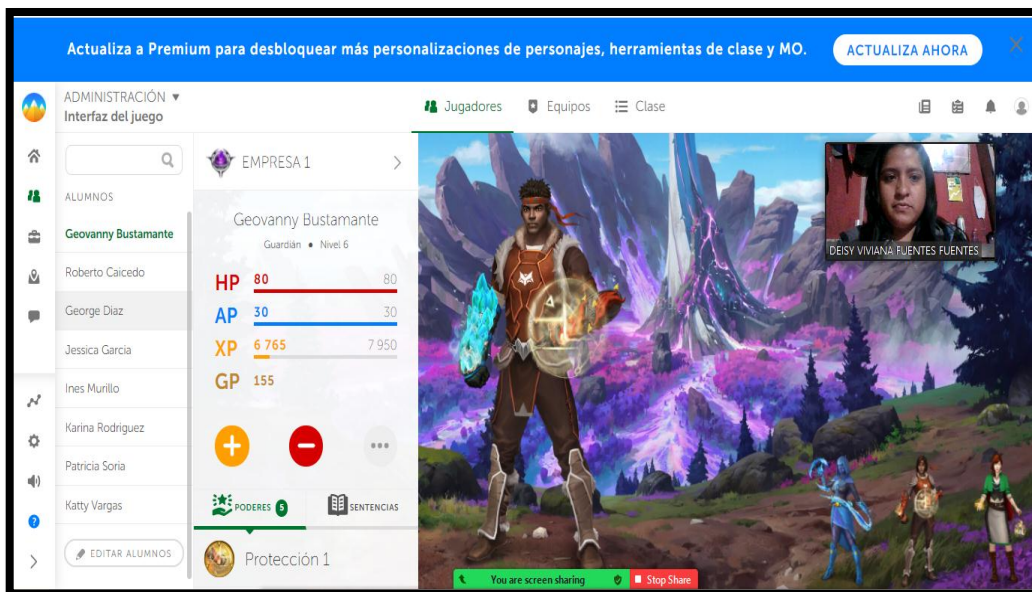 Actualiza a Premium para desbloquear más personalizaciones de personajes, herramientas de clase y MO.
ACTUALIZA AHORA
ADMINISTRACIÓN
Interfaz del juego
Jugadores
Equipos
Clase
ALUMNOS
Geovanny Bustamante
Roberto Caicedo
George Diaz
Jessica Garcia
Ines Murillo
Karina Rodriguez
Patricia Soria
Katty Vargas
EDITAR ALUMNOS
EMPRESA 1
Geovanny Bustamante
Guardián • Nivel 6
HP 80 80
AP 30 30
XP 6 765 7 950
GP 155
PODERES 5
SENTENCIAS
Protección 1
DEISY VIVIANA FUENTES FUENTES
You are screen sharing
Stop Share